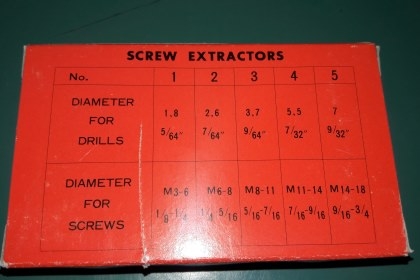 SCREW EXTRACTORS
No. 1 2 3 4 5
DIAMETER FOR DRILLS 1.8 2.6 3.7 5.5 7
5/64" 7/64" 9/64" 7/32" 9/32"
DIAMETER FOR SCREWS M3-6 M6-8 M8-11 M11-14 M14-18
1/8-1/4 1/4 5/16 5/16-7/16 7/16-9/16 9/16-3/4